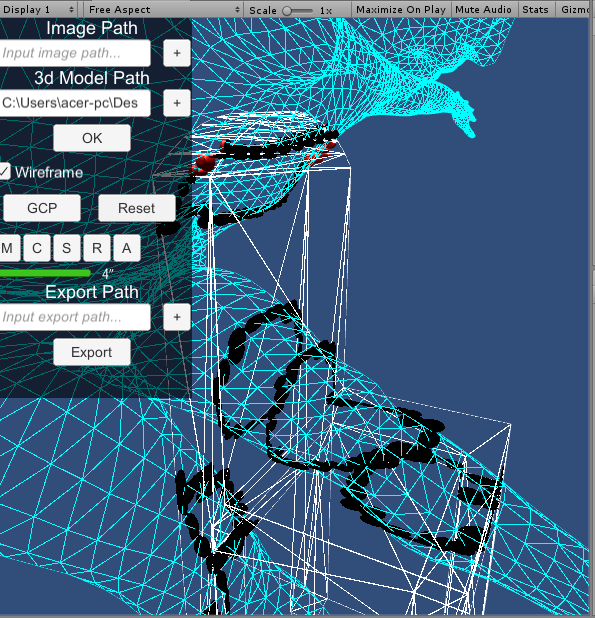 Display 1 Free Aspect Scale 1x Maximize On Play Mute Audio Stats Gizmo
Image Path
Input image path... +
3d Model Path
C:\Users\acer-pc\Des +
OK
Wireframe
GCP Reset
M C S R A
4"
Export Path
Input export path... +
Export